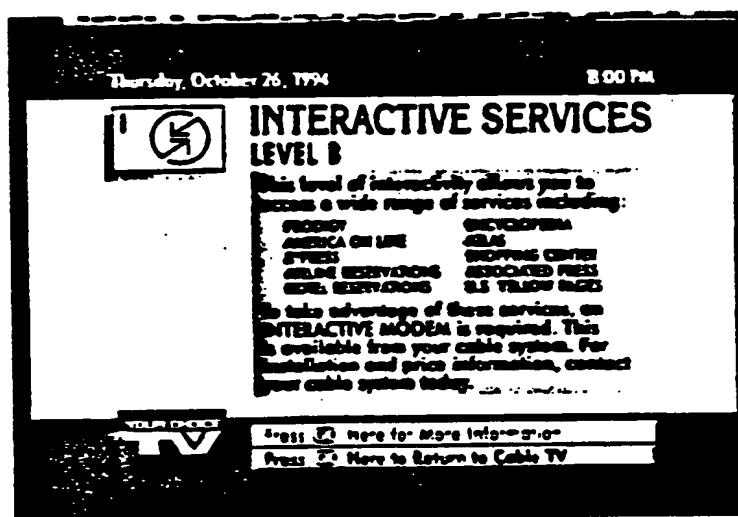 Thursday, October 26, 1994
8:00 PM
INTERACTIVE SERVICES
LEVEL B
This level of interactivity allows you to
access a wide range of services including:
PRODIGY ENCYCLOPEDIA
AMERICA ON LINE ATLAS
X*PRESS SHOPPING CENTER
AIRLINE RESERVATIONS ASSOCIATED PRESS
HOTEL RESERVATIONS U.S YELLOW PAGES
To take advantage of these services, an
INTERACTIVE MODEM is required. This
is available from your cable system. For
installation and price information, contact
your cable system today.
TV
Press Here for More Information
Press Here to Return to Cable TV